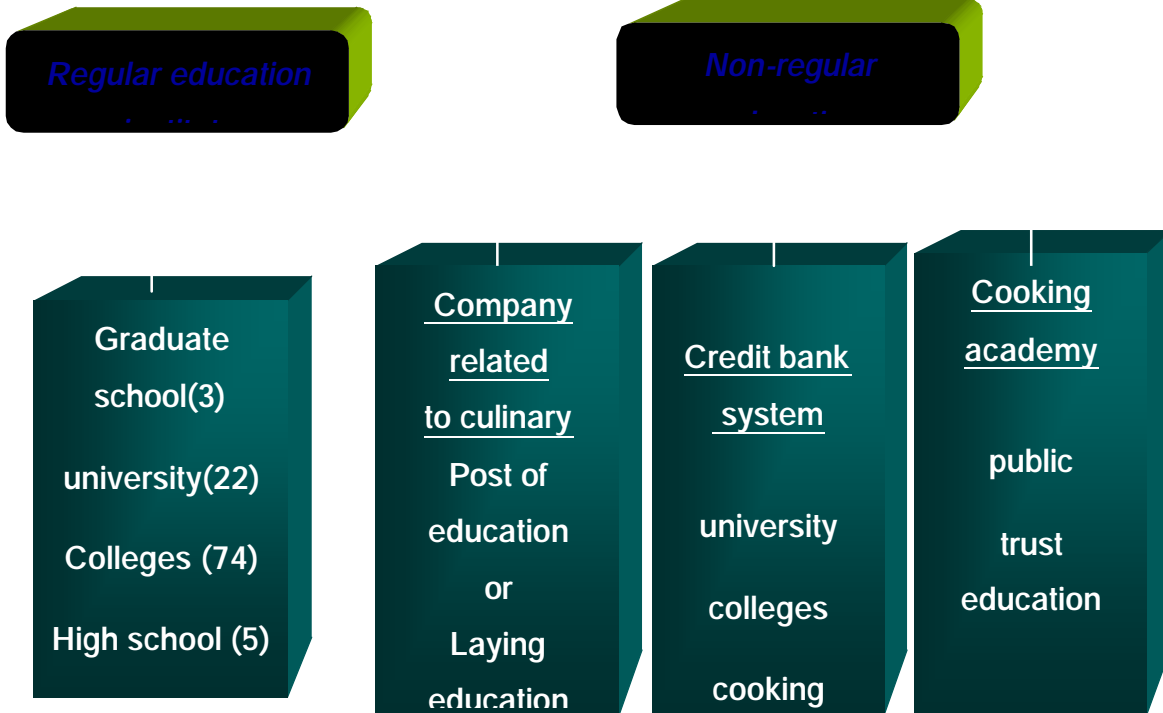 Regular education
Non-regular
Graduate
school(3)
university(22)
Colleges (74)
High school (5)
Company
related
to culinary
Post of
education
or
Laying
education
Credit bank
system
university
colleges
cooking
Cooking
academy
public
trust
education